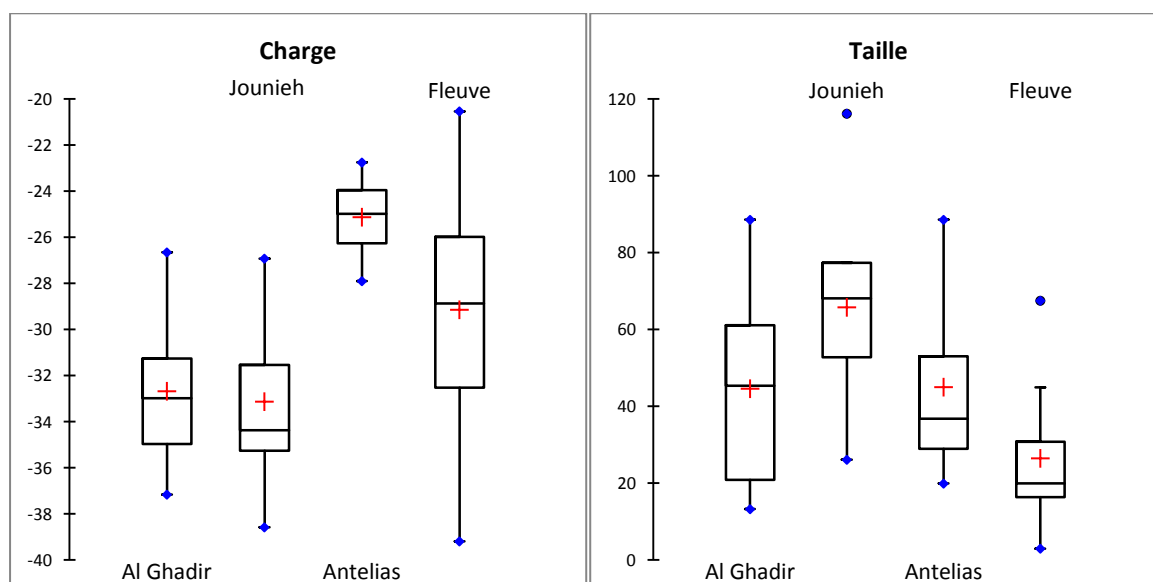 Charge
Jounieh
Fleuve
-20
-22
-24
-26
-28
-30
-32
-34
-36
-38
-40
Al Ghadir
Antelias
Taille
Jounieh
Fleuve
120
100
80
60
40
20
0
Al Ghadir
Antelias